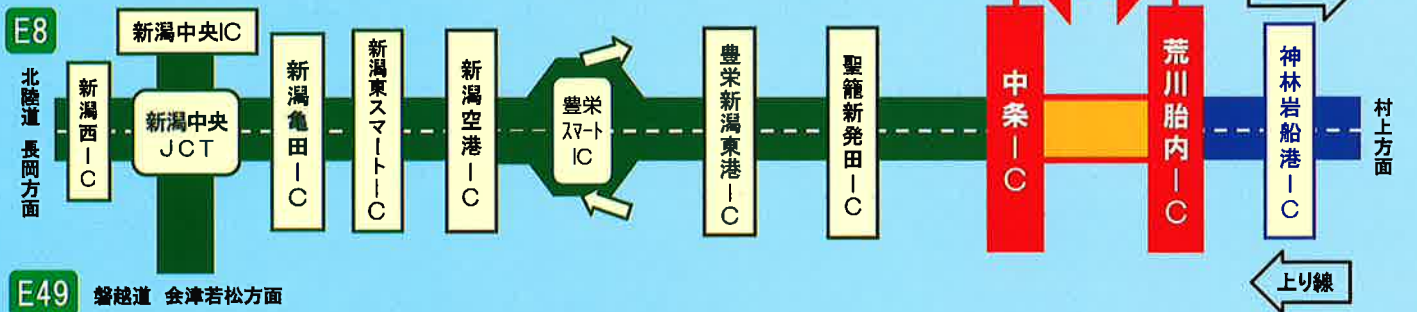 E8
北陸道 長岡方面
新潟西IC
新潟中央IC
新潟中央
JCT
新潟亀田IC
新潟東スマートIC
新潟空港IC
豊栄
スマート
IC
豊栄新潟東港IC
聖籠新発田IC
中条IC
荒川胎内IC
神林岩船港IC
村上方面
E49 磐越道 会津若松方面
上り線